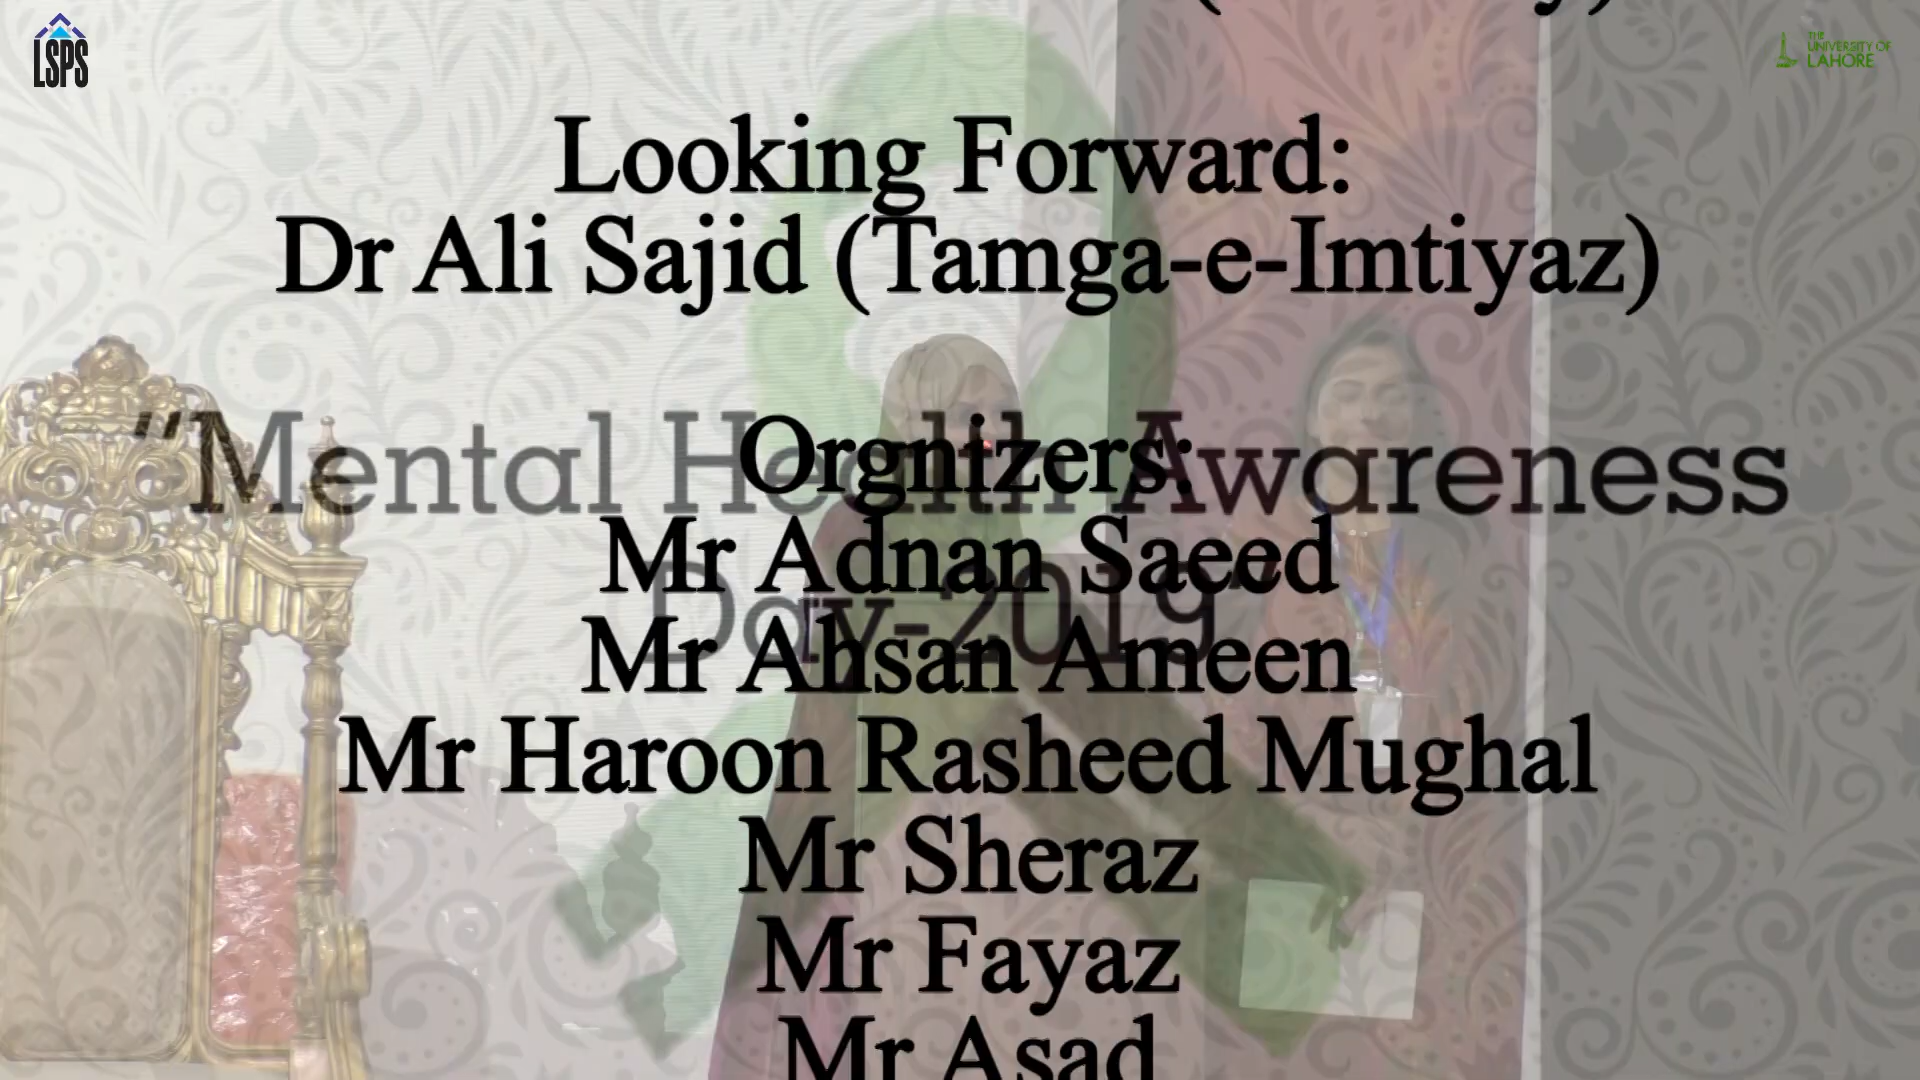 LSPS
THE
UNIVERSITY OF
LAHORE
Looking Forward:
Dr Ali Sajid (Tamga-e-Imtiyaz)
"Mental Health Awareness
Day-2019"
Orgnizers:
Mr Adnan Saeed
Mr Ahsan Ameen
Mr Haroon Rasheed Mughal
Mr Sheraz
Mr Fayaz
Mr Asad